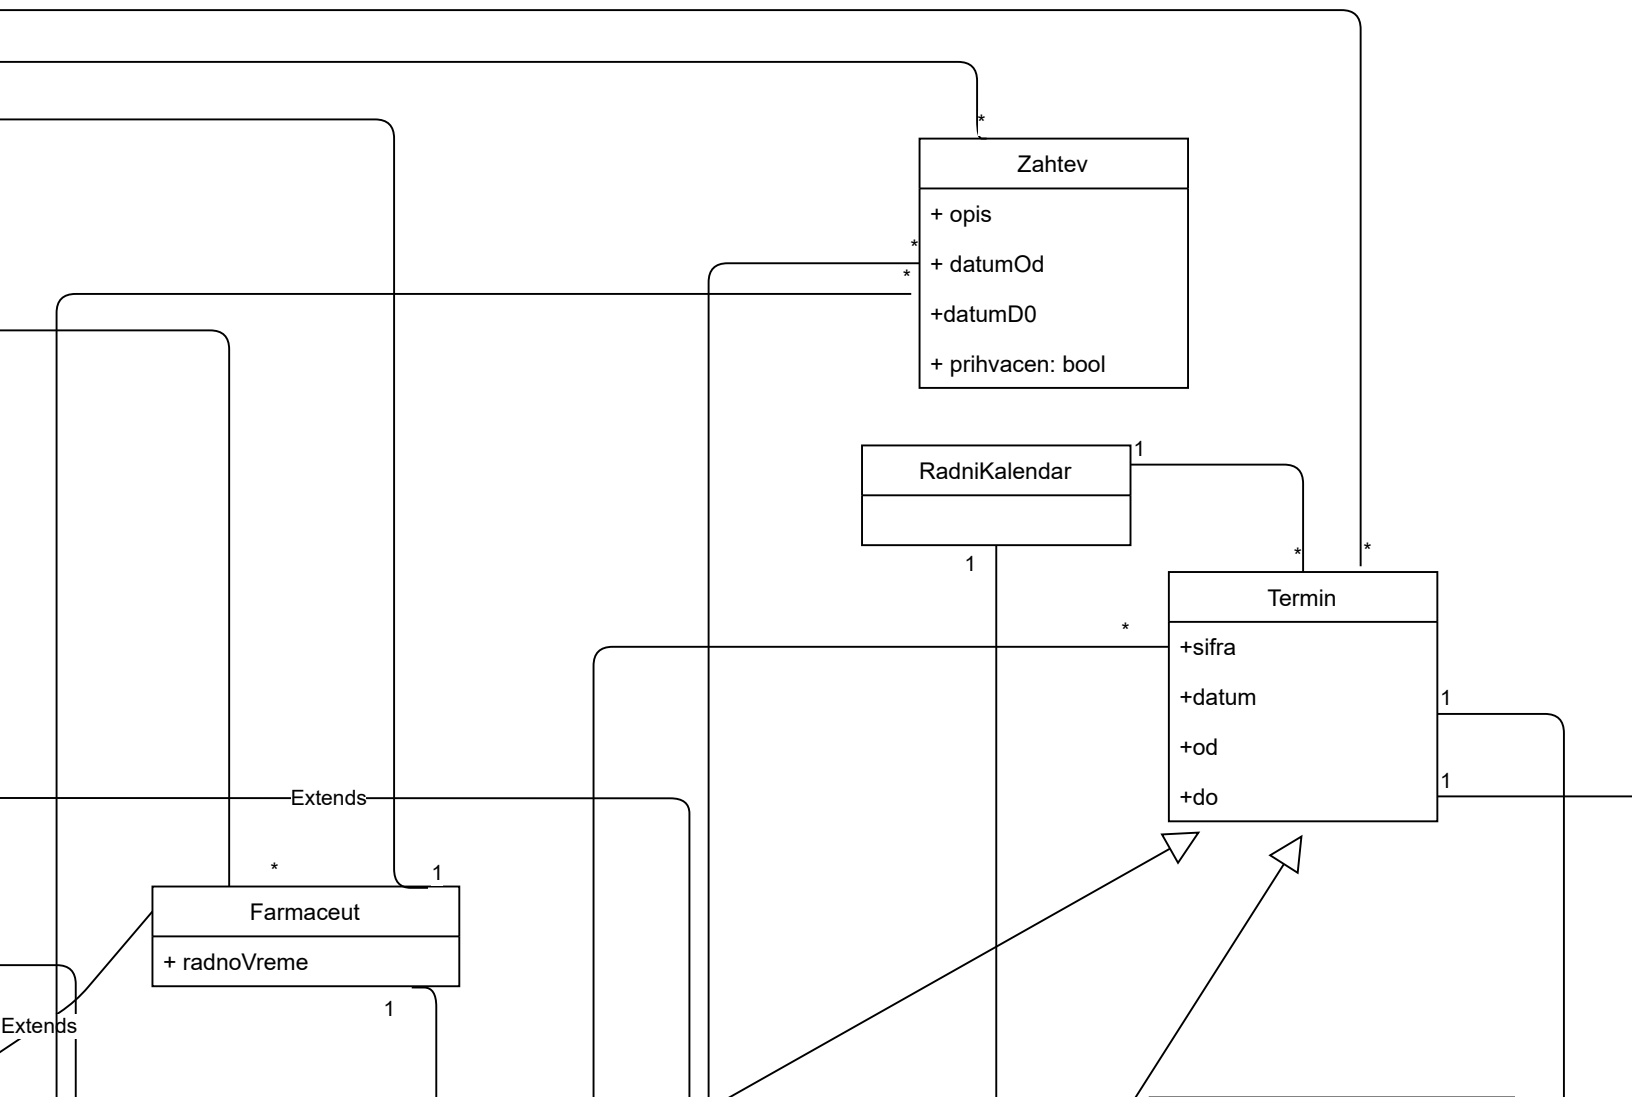 *
Zahtev
+ opis
*
+ datumOd
*
+datumD0
+ prihvacen: bool
1
RadniKalendar
1
*
*
Termin
*
+sifra
+datum
1
+od
1
+do
Extends
*
1
Farmaceut
+ radnoVreme
1
Extends